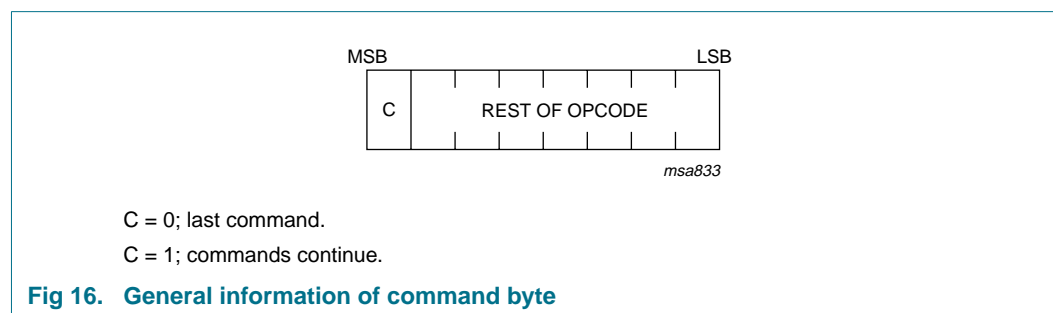 MSB LSB
C REST OF OPCODE
msa833
C = 0; last command.
C = 1; commands continue.
Fig 16. General information of command byte